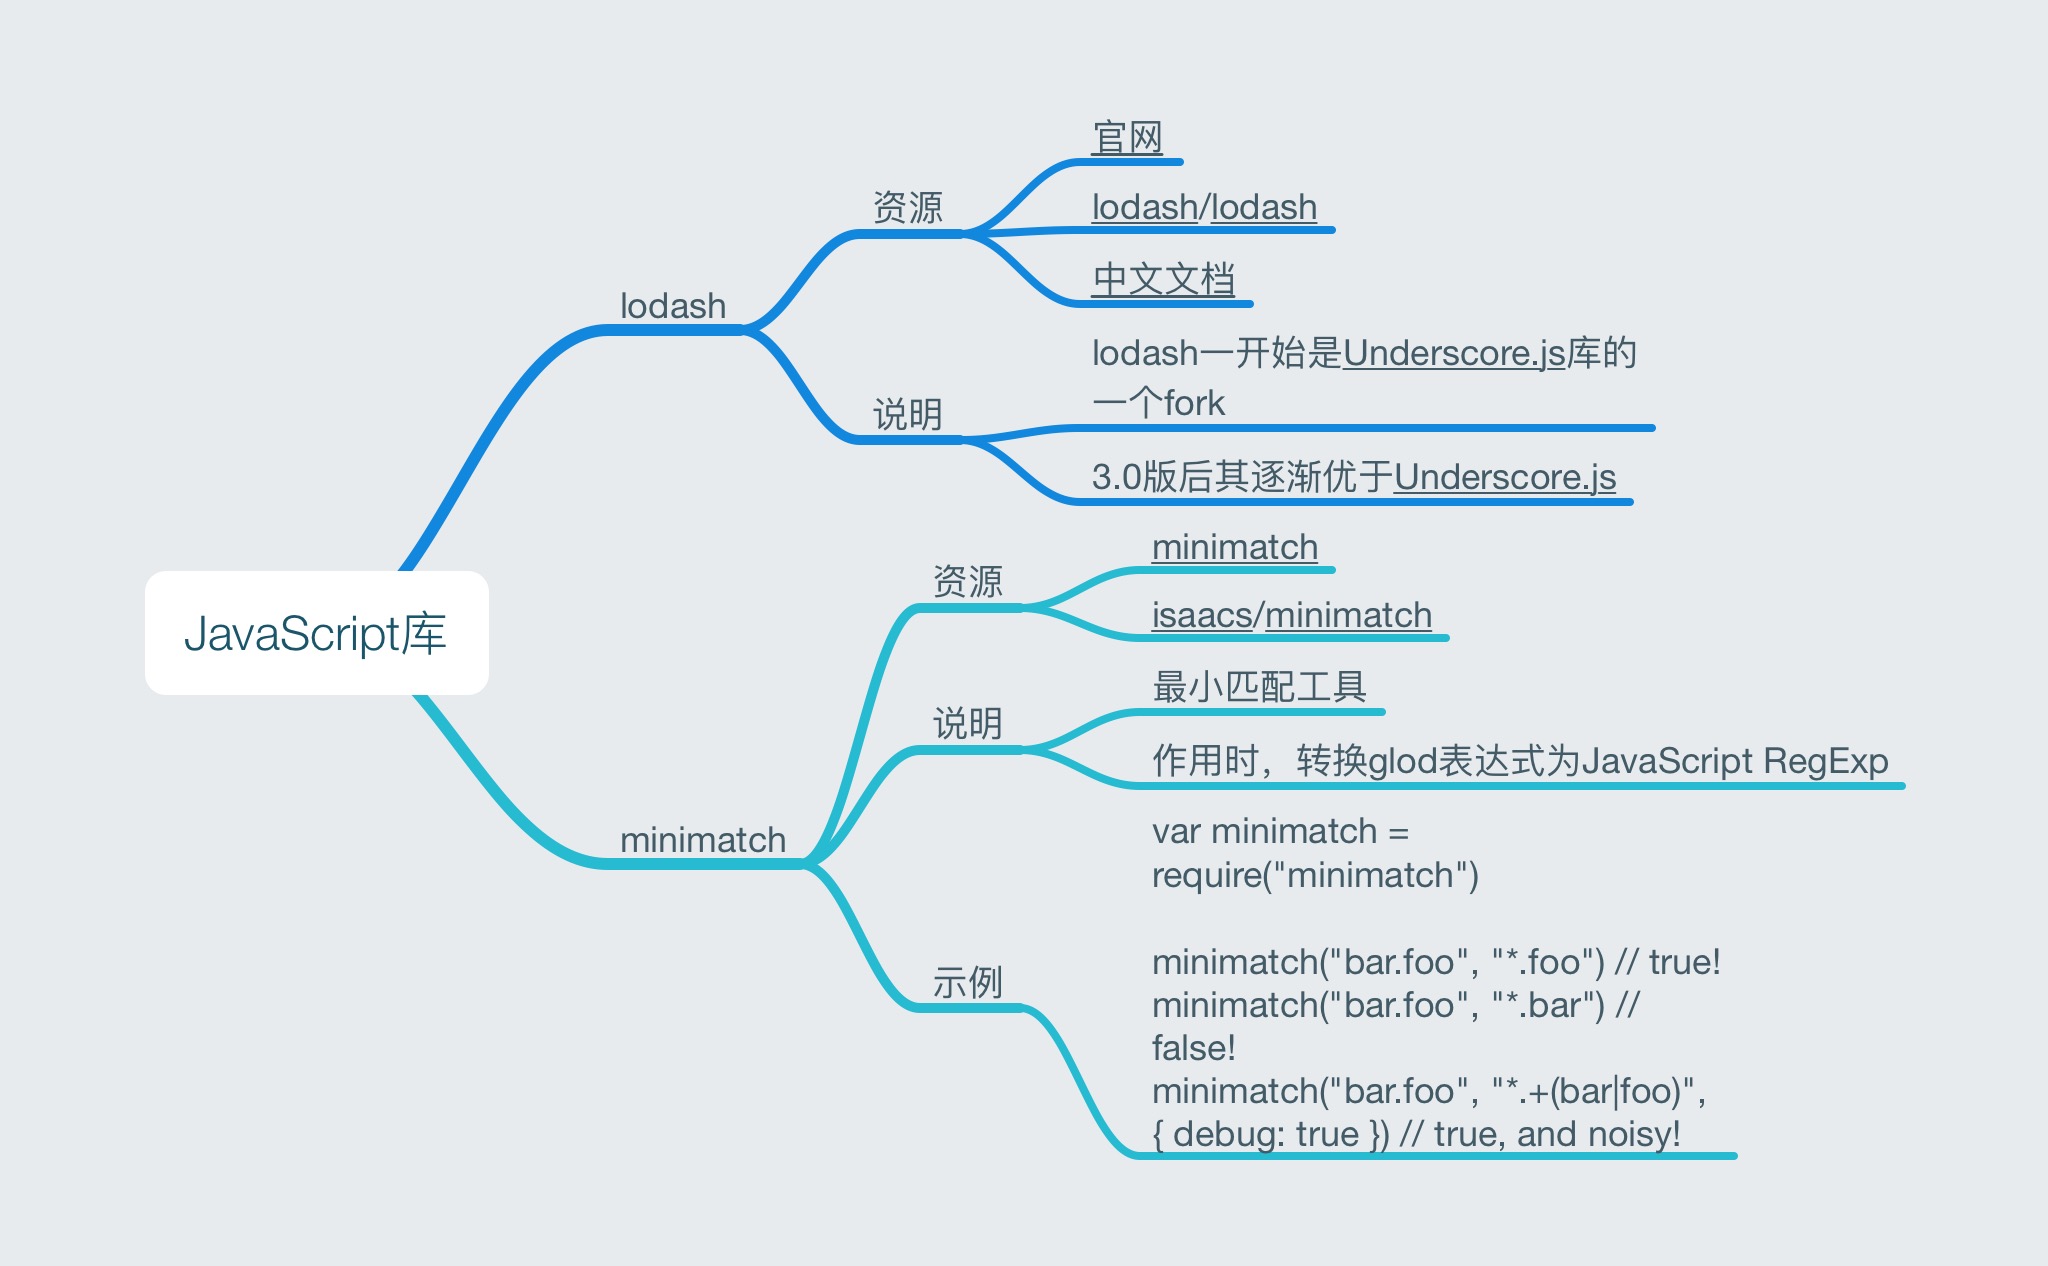 JavaScript库
lodash
资源
官网
lodash/lodash
中文文档
说明
lodash一开始是Underscore.js库的
一个fork
3.0版后其逐渐优于Underscore.js
minimatch
资源
minimatch
isaacs/minimatch
说明
最小匹配工具
作用时，转换glod表达式为JavaScript RegExp
示例
var minimatch =
require("minimatch")
minimatch("bar.foo", "*.foo") // true!
minimatch("bar.foo", "*.bar") //
false!
minimatch("bar.foo", "*.+(bar|foo)",
{ debug: true }) // true, and noisy!